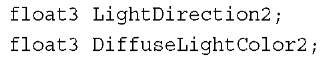 float3 LightDirection2;
float3 DiffuseLightColor2;